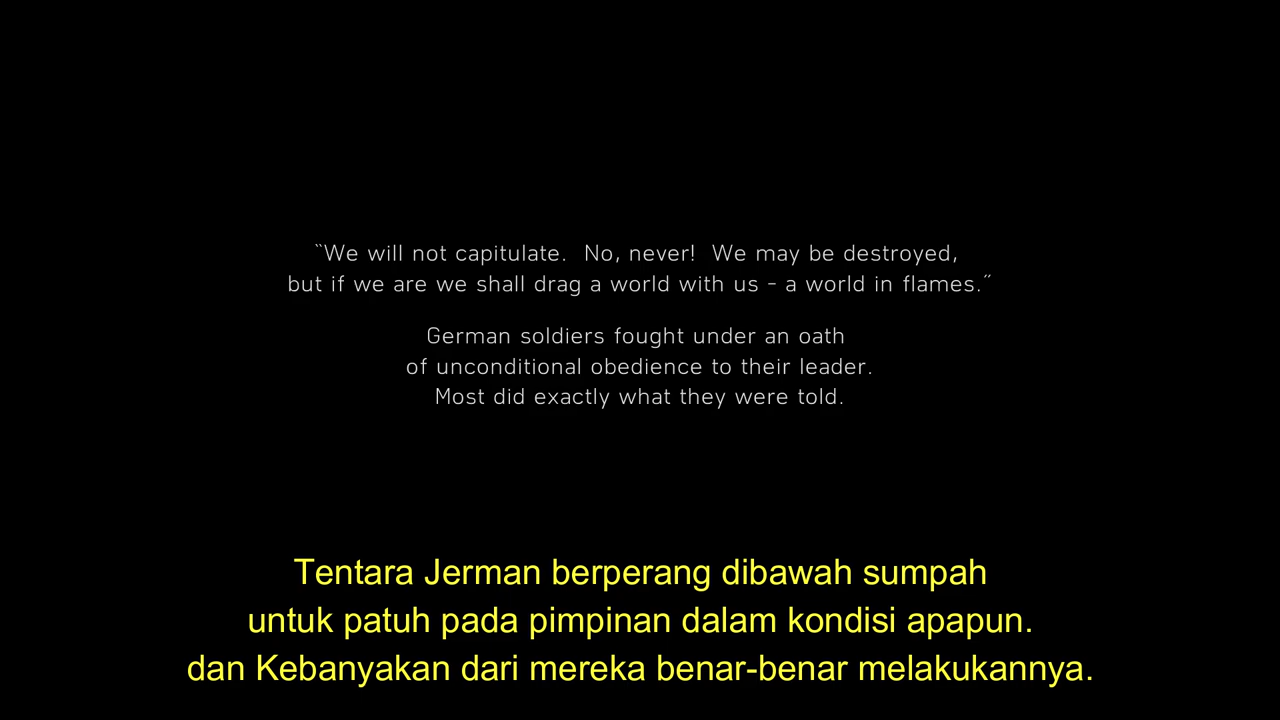 “We will not capitulate.  No, never!  We may be destroyed,
but if we are we shall drag a world with us - a world in flames.”
German soldiers fought under an oath
of unconditional obedience to their leader.
Most did exactly what they were told.
Tentara Jerman berperang dibawah sumpah
untuk patuh pada pimpinan dalam kondisi apapun.
dan Kebanyakan dari mereka benar-benar melakukannya.